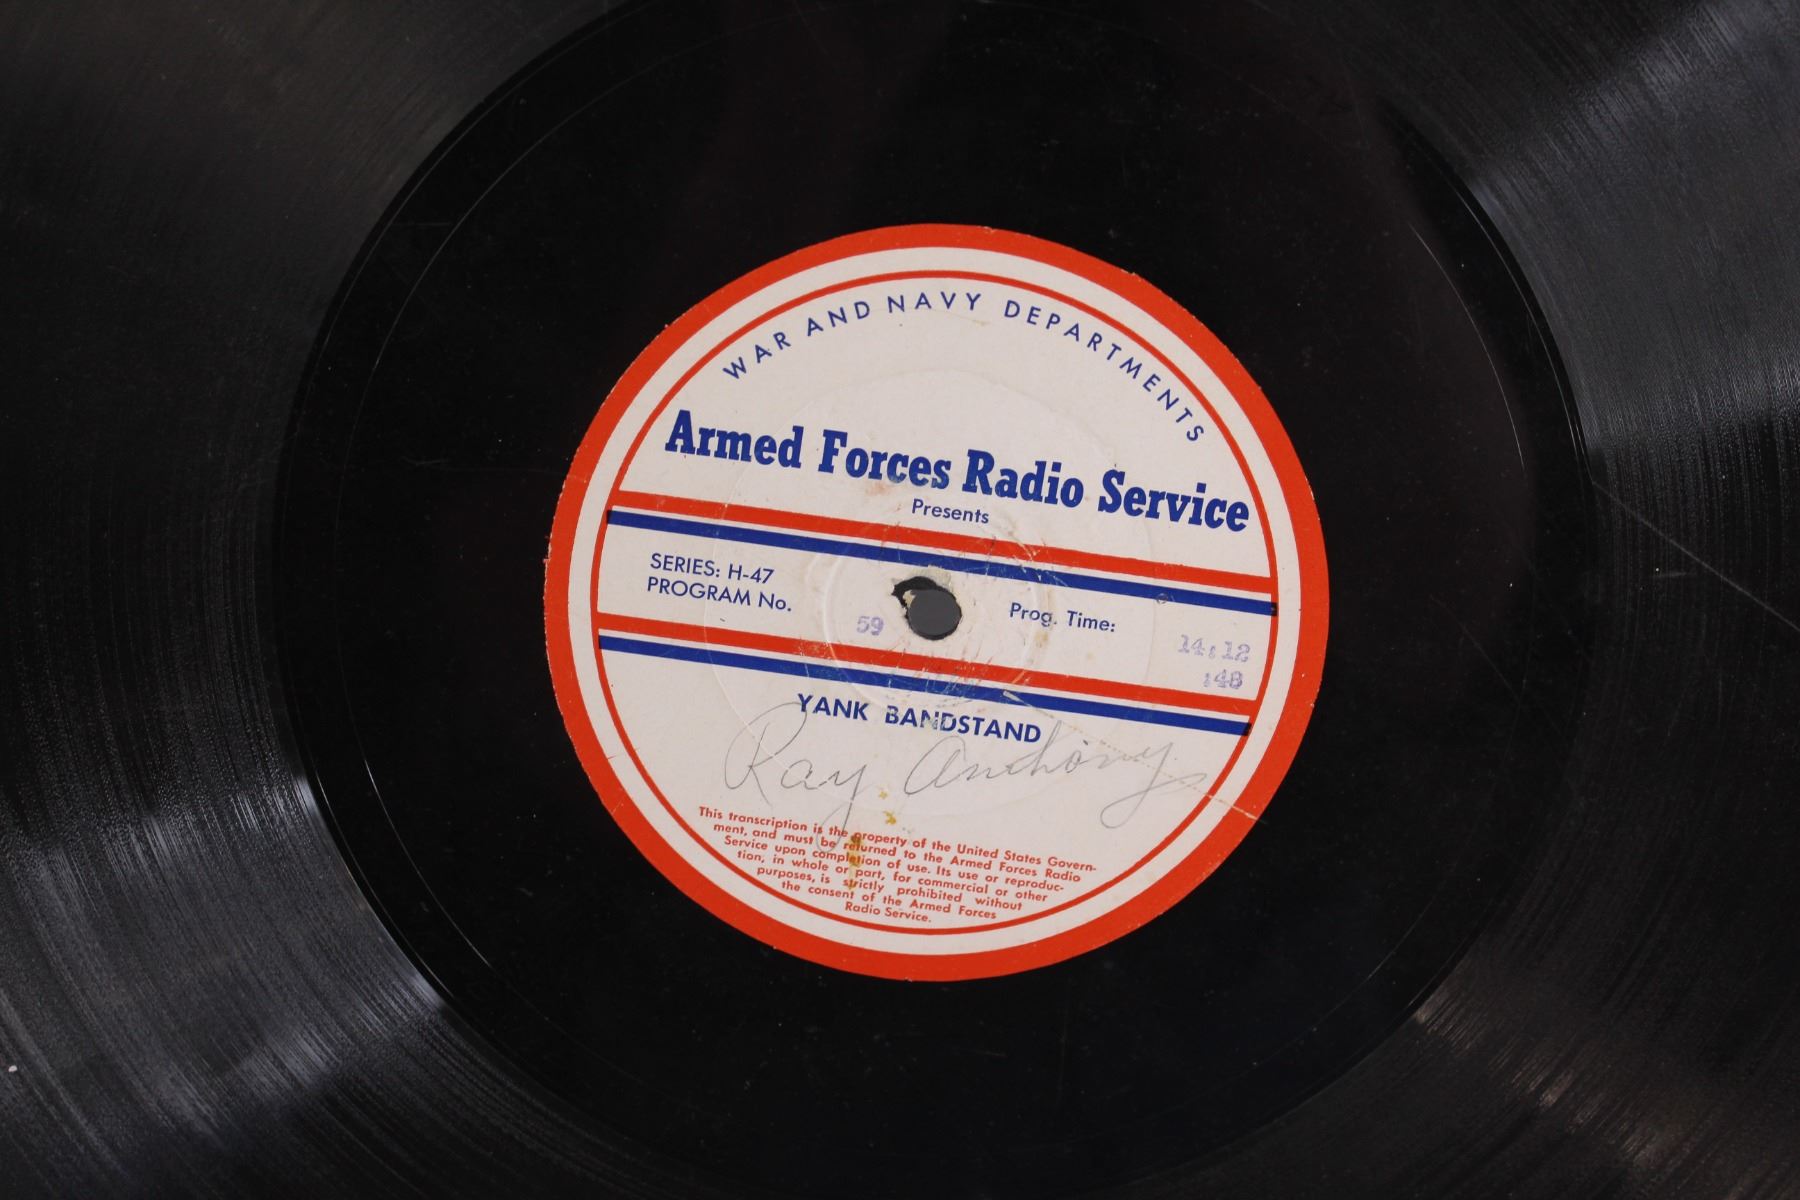 WAR AND NAVY DEPARTMENTS
Armed Forces Radio Service
Presents
SERIES: H-47
PROGRAM No. 59
Prog. Time: 14:12
:48
YANK BANDSTAND
Ray Anthony
This transcription is the property of the United States Govern-
ment, and must be returned to the Armed Forces Radio
Service upon completion of use. Its use or reproduc-
tion, in whole or part, for commercial or other
purposes, is strictly prohibited without
the consent of the Armed Forces
Radio Service.